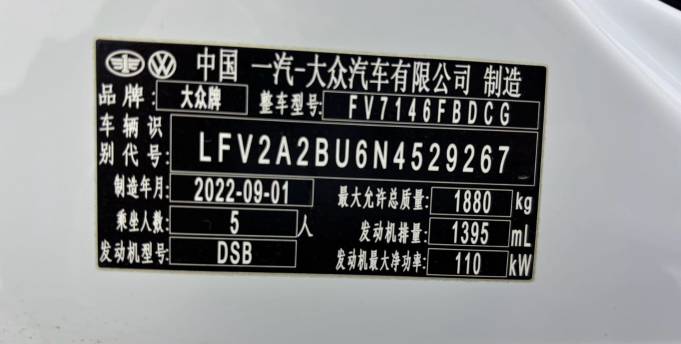 中国 一汽-大众汽车有限公司 制造
品牌: 大众牌 整车型号: FV7146FBDCG
车辆识别代号: LFV2A2BU6N4529267
制造年月: 2022-09-01 最大允许总质量: 1880 kg
乘坐人数: 5 人 发动机排量: 1395 mL
发动机型号: DSB 发动机最大净功率: 110 kW